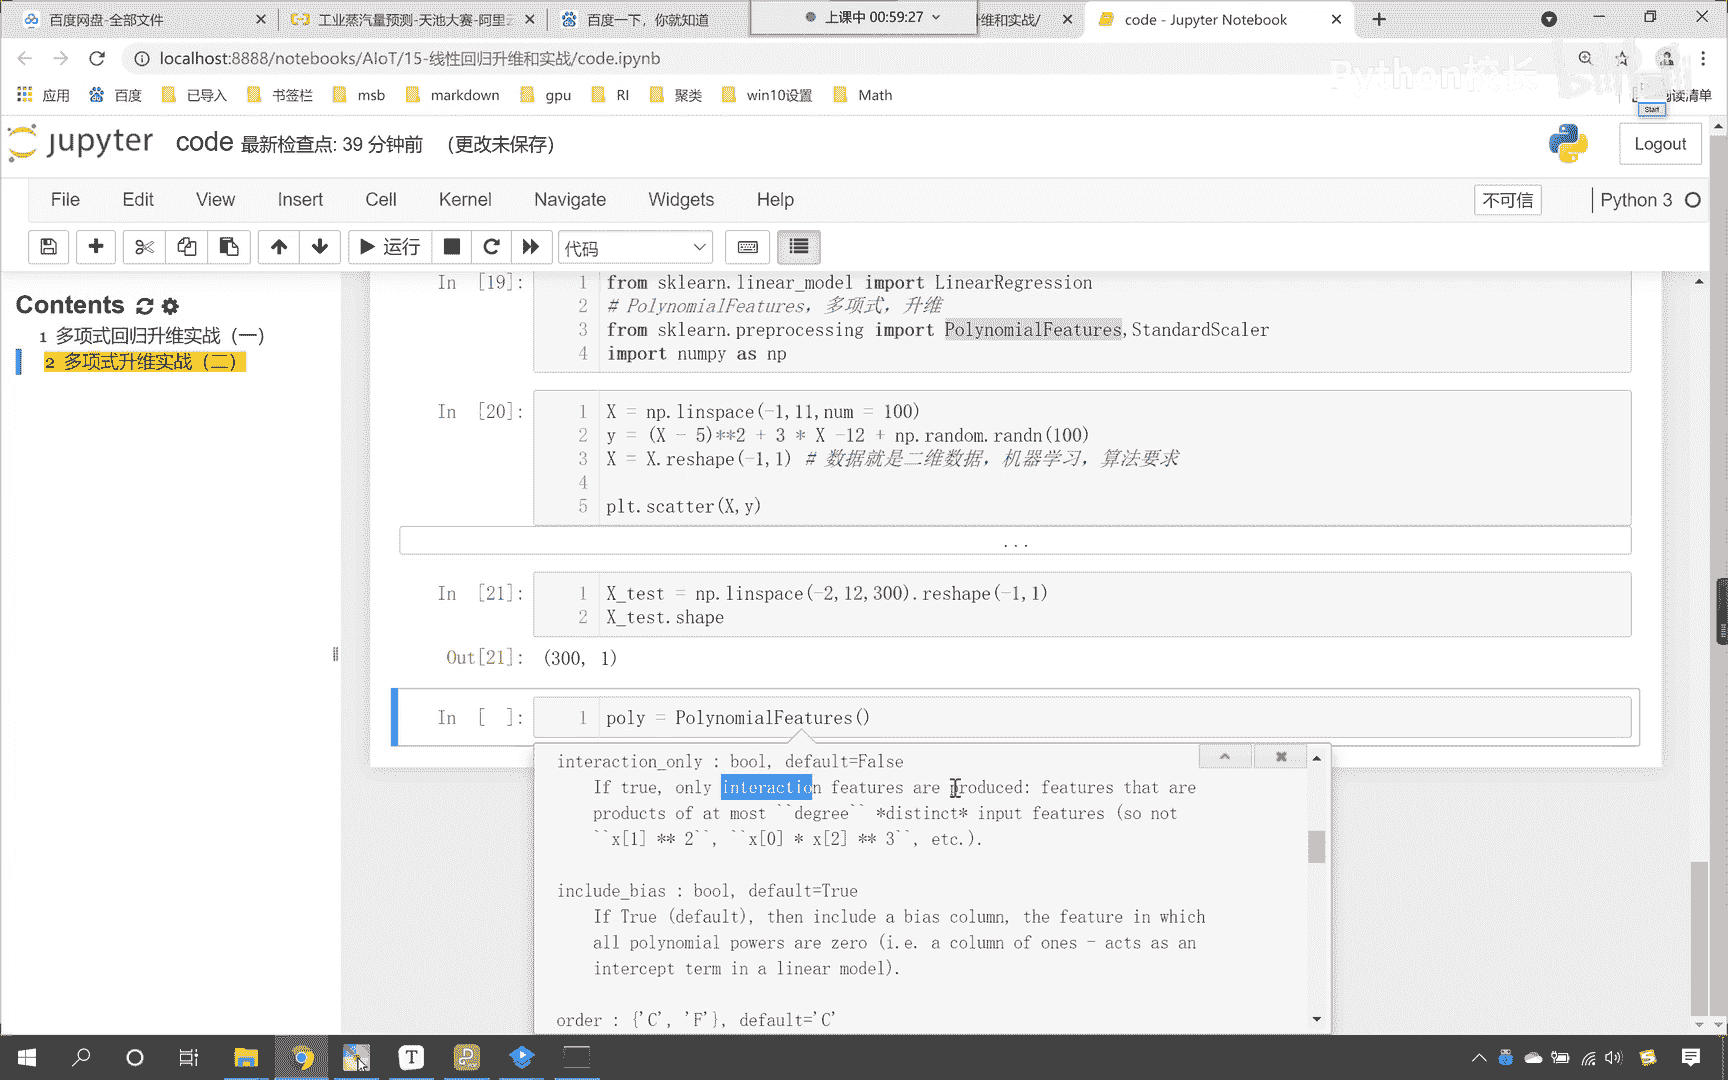 百度网盘-全部文件
工业蒸汽量预测-天池大赛-阿里云
百度一下，你就知道
上课中 00:59:27
维和实战/
code - Jupyter Notebook
localhost:8888/notebooks/AIoT/15-线性回归升维和实战/code.ipynb
Python校长
应用 百度 已导入 书签栏 msb markdown gpu RI 聚类 win10设置 Math
Start
阅读清单
jupyter code 最新检查点: 39 分钟前 (更改未保存)
Logout
File Edit View Insert Cell Kernel Navigate Widgets Help
不可信
Python 3
运行
代码
Contents
1 多项式回归升维实战（一）
2 多项式升维实战（二）
In [19]:
1 from sklearn.linear_model import LinearRegression
2 # PolynomialFeatures, 多项式, 升维
3 from sklearn.preprocessing import PolynomialFeatures,StandardScaler
4 import numpy as np
In [20]:
1 X = np.linspace(-1,11,num = 100)
2 y = (X - 5)**2 + 3 * X -12 + np.random.randn(100)
3 X = X.reshape(-1,1) # 数据就是二维数据, 机器学习, 算法要求
4
5 plt.scatter(X,y)
...
In [21]:
1 X_test = np.linspace(-2,12,300).reshape(-1,1)
2 X_test.shape
Out[21]: (300, 1)
In [ ]:
1 poly = PolynomialFeatures()
interaction_only : bool, default=False
If true, only interaction features are produced: features that are
products of at most ``degree`` *distinct* input features (so not
``x[1] ** 2``, ``x[0] * x[2] ** 3``, etc.).
include_bias : bool, default=True
If True (default), then include a bias column, the feature in which
all polynomial powers are zero (i.e. a column of ones - acts as an
intercept term in a linear model).
order : {'C', 'F'}, default='C'